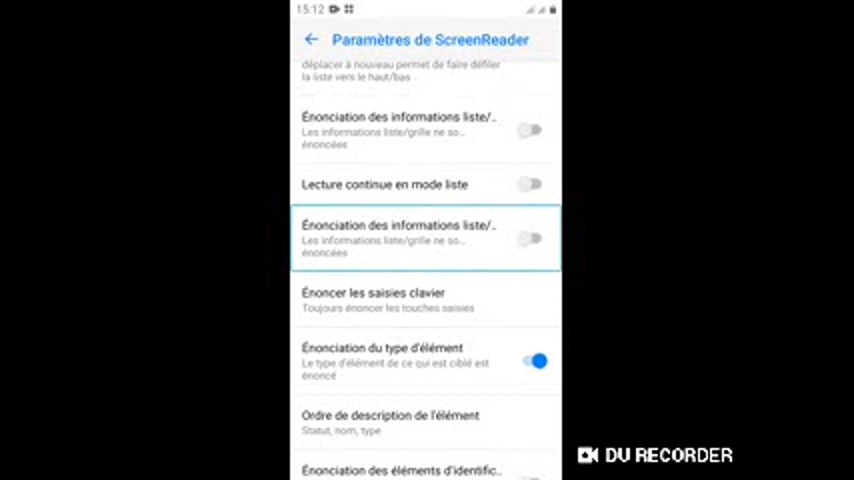 15:12
Paramètres de ScreenReader
déplacer à nouveau permet de faire défiler
la liste vers le haut/bas
Énonciation des informations liste/..
Les informations liste/grille ne so...
énoncées
Lecture continue en mode liste
Énonciation des informations liste/..
Les informations liste/grille ne so...
énoncées
Énoncer les saisies clavier
Toujours énoncer les touches saisies
Énonciation du type d'élément
Le type d'élément de ce qui est ciblé est
énoncé
Ordre de description de l'élément
Statut, nom, type
Énonciation des éléments d'identific..
DU RECORDER